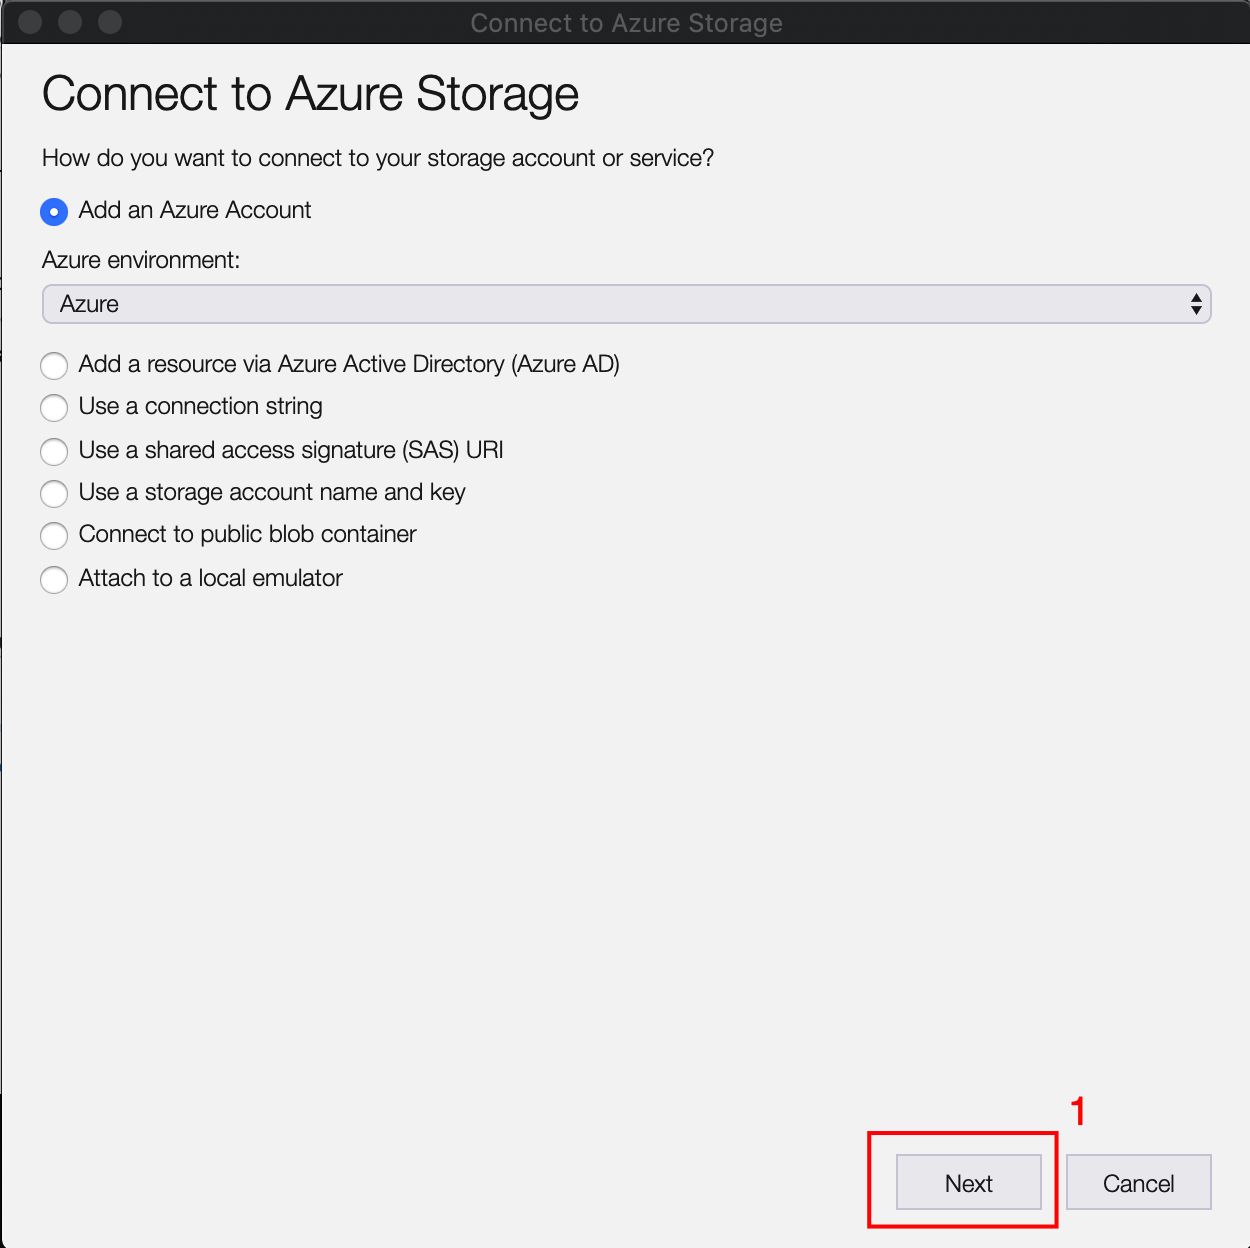 Connect to Azure Storage
Connect to Azure Storage
How do you want to connect to your storage account or service?
Add an Azure Account
Azure environment:
Azure
Add a resource via Azure Active Directory (Azure AD)
Use a connection string
Use a shared access signature (SAS) URI
Use a storage account name and key
Connect to public blob container
Attach to a local emulator
1
Next Cancel